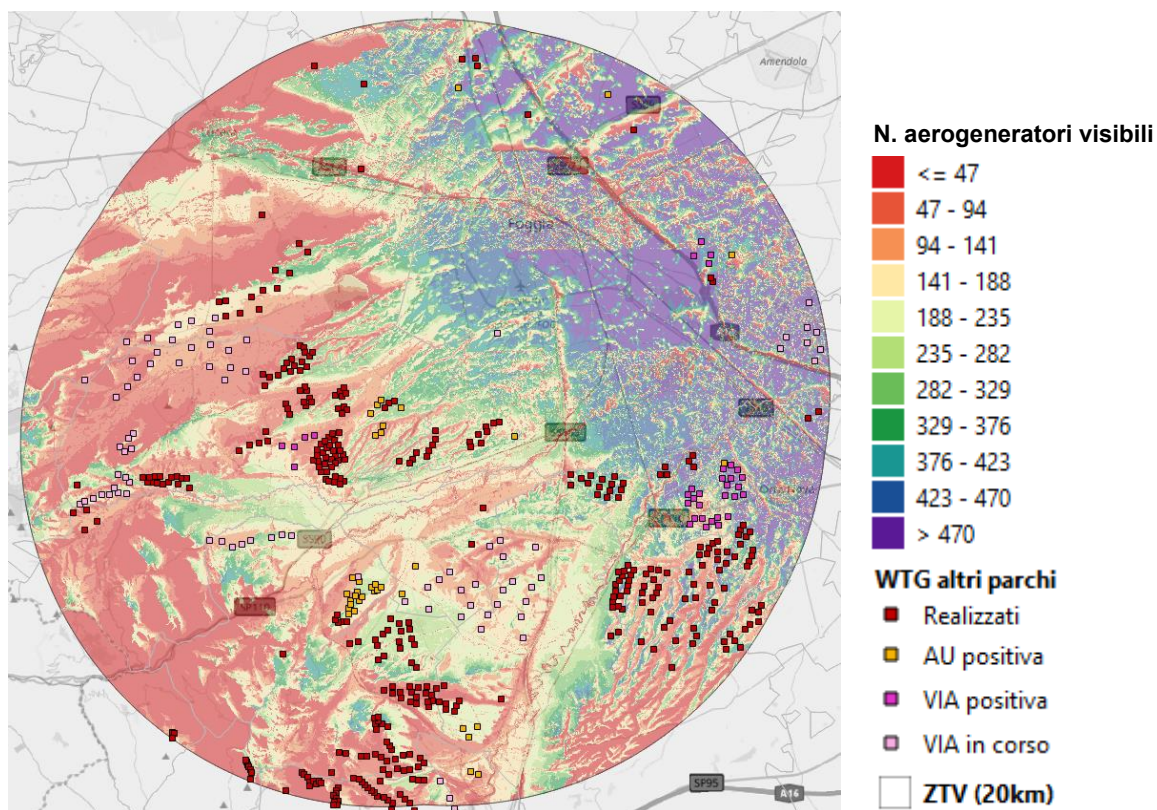 Amendola
Foggia
SP110
SP95
A16
N. aerogeneratori visibili
<= 47
47 - 94
94 - 141
141 - 188
188 - 235
235 - 282
282 - 329
329 - 376
376 - 423
423 - 470
> 470
WTG altri parchi
Realizzati
AU positiva
VIA positiva
VIA in corso
ZTV (20km)